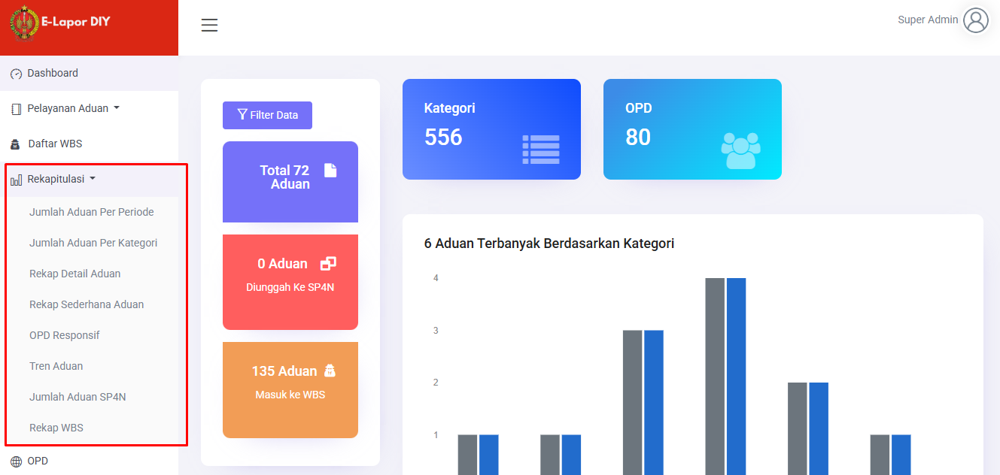 E-Lapor DIY
Super Admin
Dashboard
Pelayanan Aduan
Daftar WBS
Rekapitulasi
Jumlah Aduan Per Periode
Jumlah Aduan Per Kategori
Rekap Detail Aduan
Rekap Sederhana Aduan
OPD Responsif
Tren Aduan
Jumlah Aduan SP4N
Rekap WBS
OPD
Filter Data
Total 72
Aduan
0 Aduan
Diunggah Ke SP4N
135 Aduan
Masuk ke WBS
Kategori
556
OPD
80
6 Aduan Terbanyak Berdasarkan Kategori
4
3
2
1